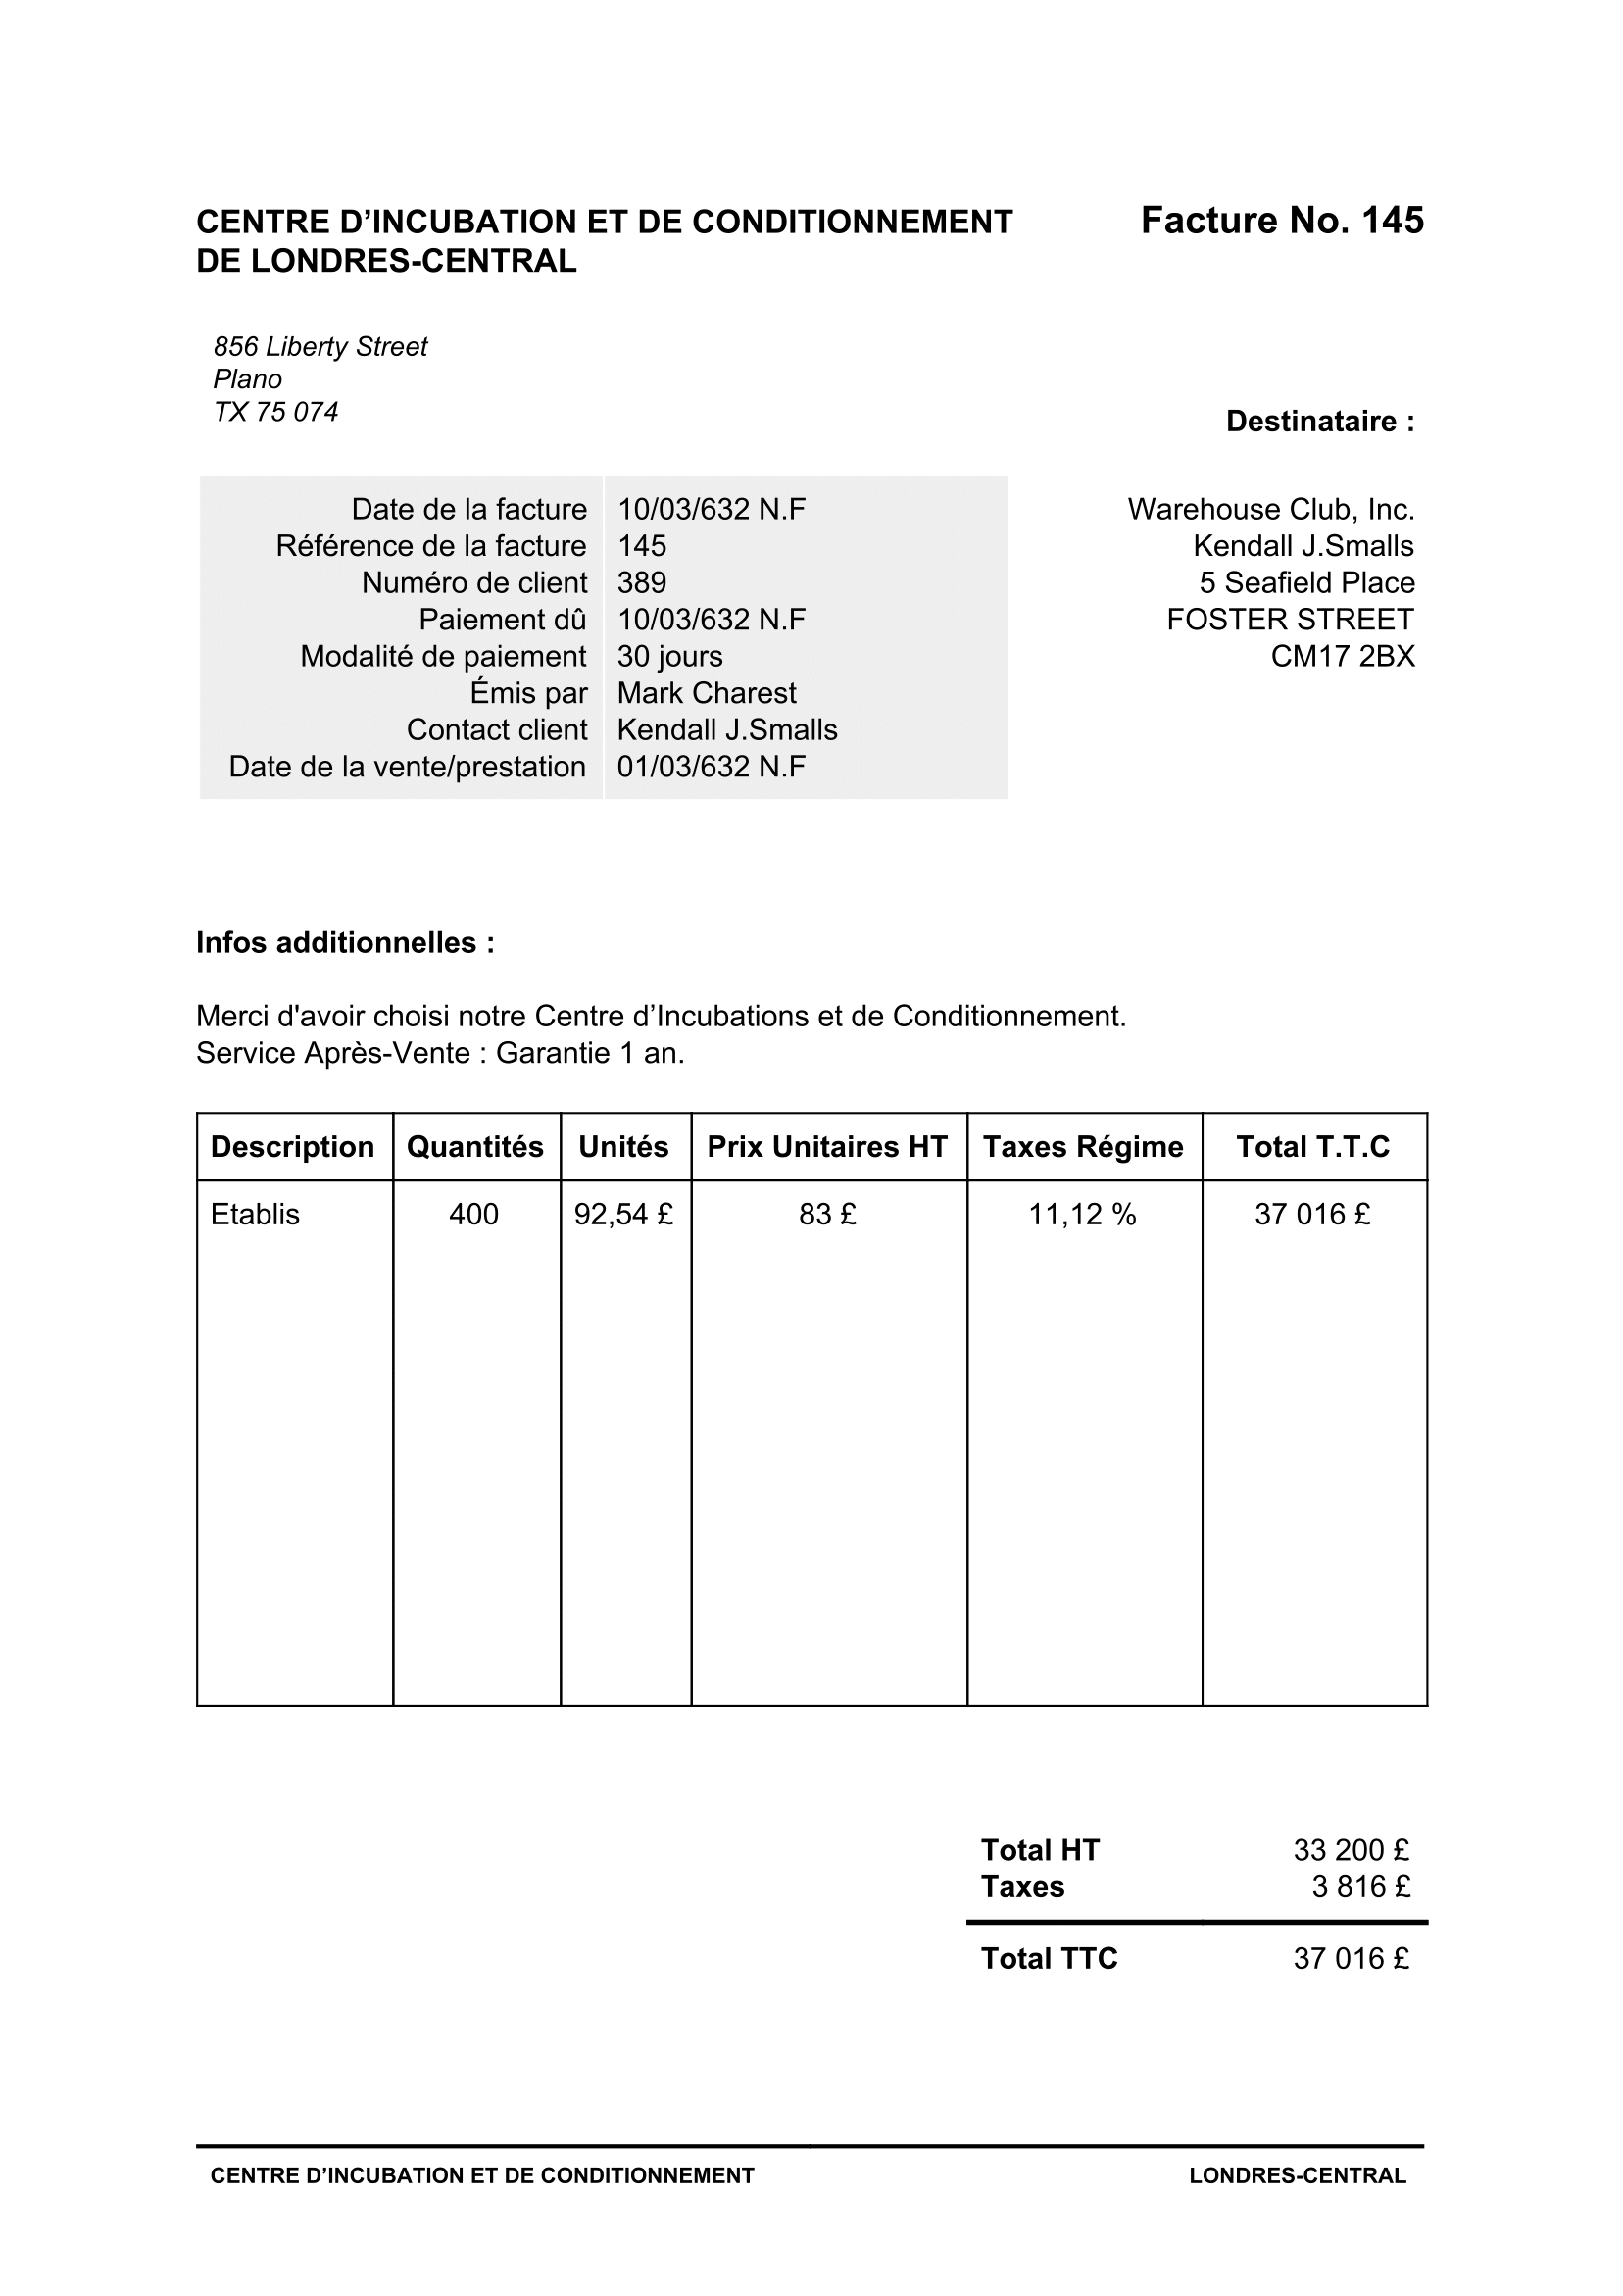 CENTRE D’INCUBATION ET DE CONDITIONNEMENT
DE LONDRES-CENTRAL
Facture No. 145
856 Liberty Street
Plano
TX 75 074
Destinataire :
Date de la facture 10/03/632 N.F
Référence de la facture 145
Numéro de client 389
Paiement dû 10/03/632 N.F
Modalité de paiement 30 jours
Émis par Mark Charest
Contact client Kendall J.Smalls
Date de la vente/prestation 01/03/632 N.F
Warehouse Club, Inc.
Kendall J.Smalls
5 Seafield Place
FOSTER STREET
CM17 2BX
Infos additionnelles :
Merci d'avoir choisi notre Centre d’Incubations et de Conditionnement.
Service Après-Vente : Garantie 1 an.
Description Quantités Unités Prix Unitaires HT Taxes Régime Total T.T.C
Etablis 400 92,54 £ 83 £ 11,12 % 37 016 £
Total HT 33 200 £
Taxes 3 816 £
Total TTC 37 016 £
CENTRE D’INCUBATION ET DE CONDITIONNEMENT LONDRES-CENTRAL